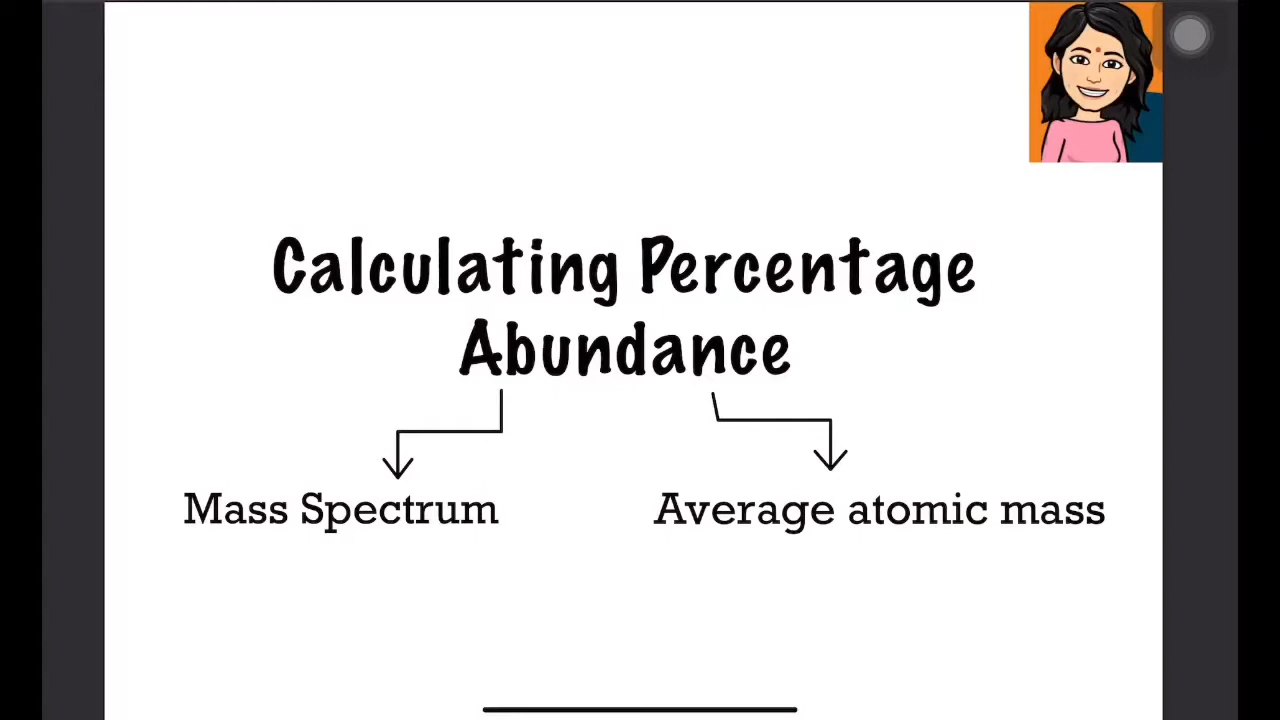 Calculating Percentage
Abundance
Mass Spectrum
Average atomic mass